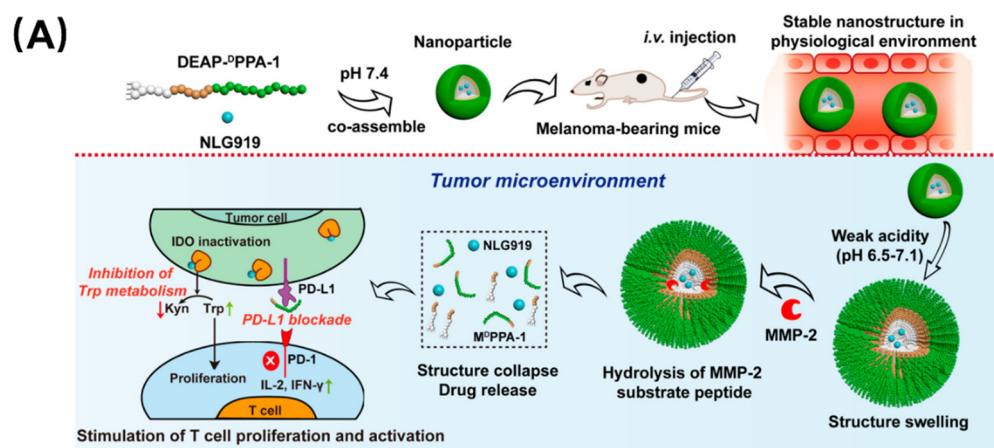 (A)
DEAP-ᴰPPA-1
NLG919
pH 7.4
co-assemble
Nanoparticle
i.v. injection
Melanoma-bearing mice
Stable nanostructure in
physiological environment
Tumor microenvironment
Weak acidity
(pH 6.5-7.1)
Structure swelling
MMP-2
Hydrolysis of MMP-2
substrate peptide
NLG919
MᴰPPA-1
Structure collapse
Drug release
Tumor cell
IDO inactivation
Inhibition of
Trp metabolism
Kyn
Trp
PD-L1
PD-L1 blockade
X
PD-1
Proliferation
IL-2, IFN-γ
T cell
Stimulation of T cell proliferation and activation